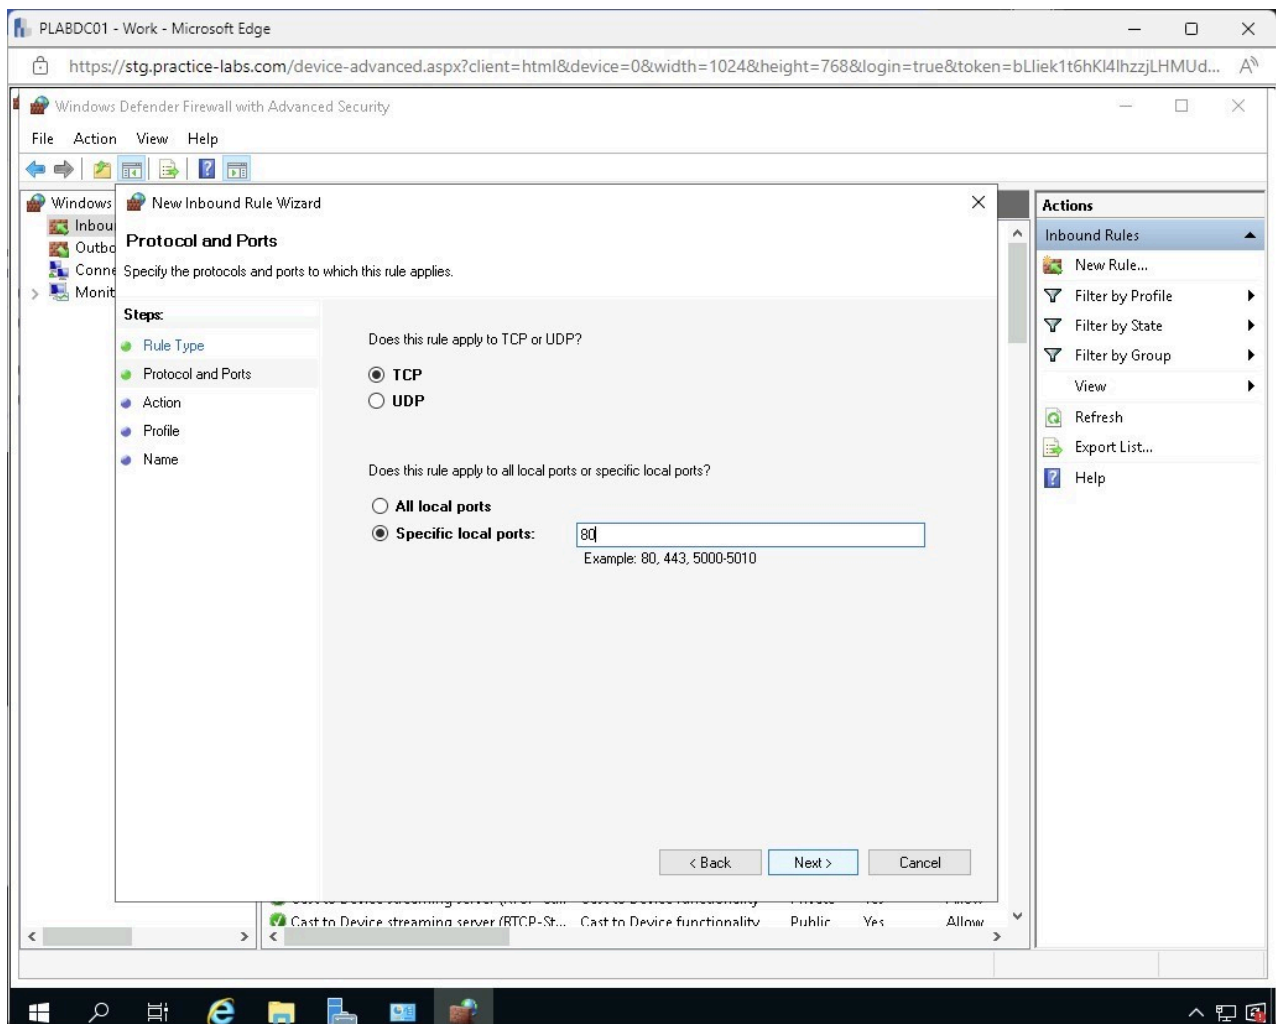 PLABDC01 - Work - Microsoft Edge
https://stg.practice-labs.com/device-advanced.aspx?client=html&device=0&width=1024&height=768&login=true&token=
Windows Defender Firewall with Advanced Security
File Action View Help
Windows
Inbou
Outbo
Conne
Monit
New Inbound Rule Wizard
Protocol and Ports
Specify the protocols and ports to which this rule applies.
Steps:
Rule Type
Protocol and Ports
Action
Profile
Name
Does this rule apply to TCP or UDP?
TCP
UDP
Does this rule apply to all local ports or specific local ports?
All local ports
Specific local ports: 80
Example: 80, 443, 5000-5010
< Back Next > Cancel
Cast to Device streaming server (RTCP-St... Cast to Device functionality Public Yes Allow
Actions
Inbound Rules
New Rule...
Filter by Profile
Filter by State
Filter by Group
View
Refresh
Export List...
Help